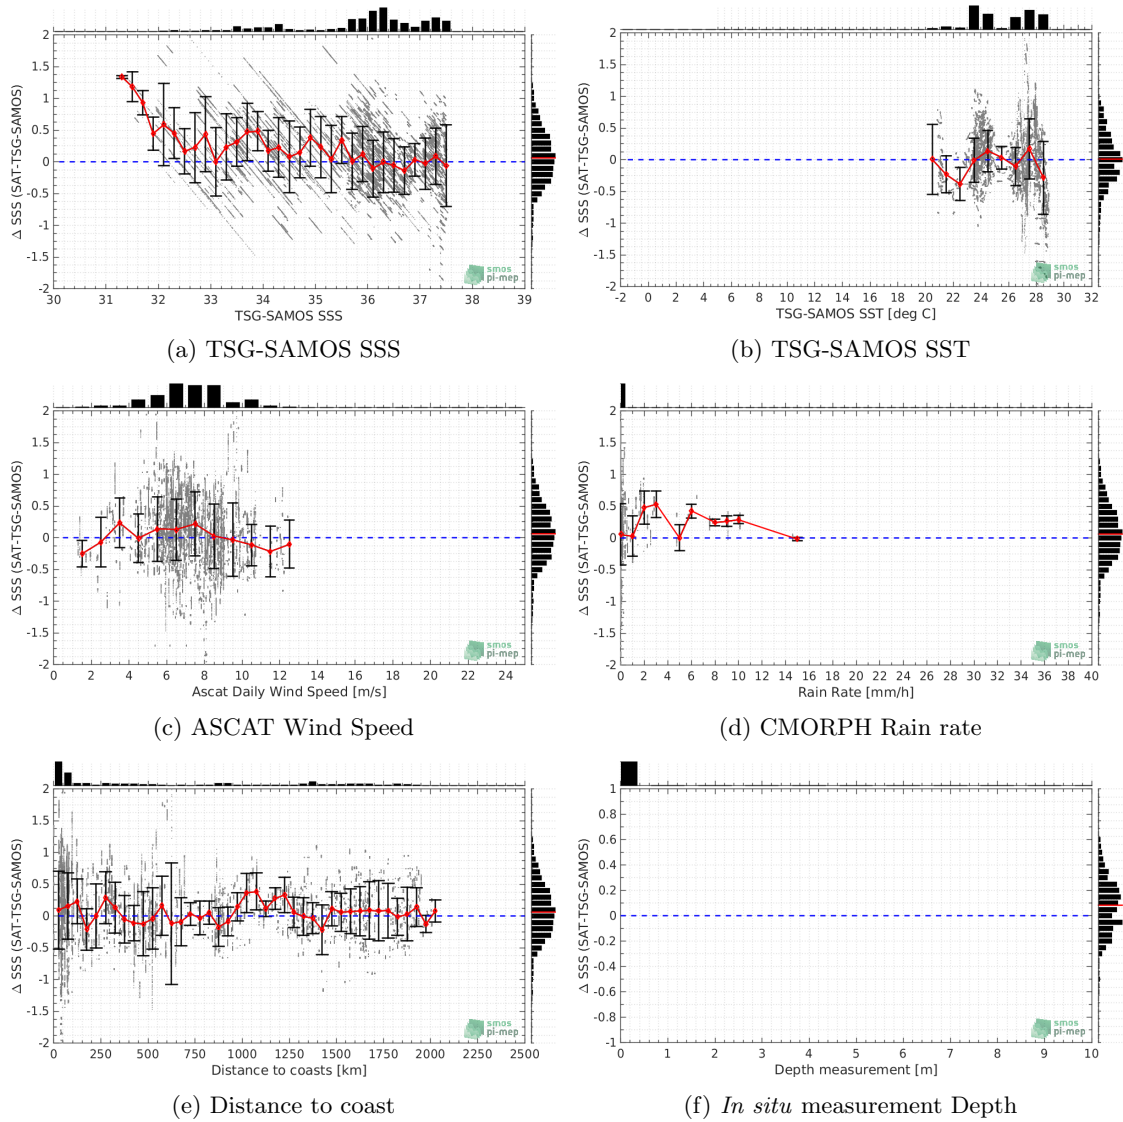 2
1.5
1
0.5
0
-0.5
-1
-1.5
-2
Δ SSS (SAT-TSG-SAMOS)
30 31 32 33 34 35 36 37 38 39
TSG-SAMOS SSS
smos
pi-mep
(a) TSG-SAMOS SSS
2
1.5
1
0.5
0
-0.5
-1
-1.5
-2
Δ SSS (SAT-TSG-SAMOS)
-2 0 2 4 6 8 10 12 14 16 18 20 22 24 26 28 30 32
TSG-SAMOS SST [deg C]
smos
pi-mep
(b) TSG-SAMOS SST
2
1.5
1
0.5
0
-0.5
-1
-1.5
-2
Δ SSS (SAT-TSG-SAMOS)
0 2 4 6 8 10 12 14 16 18 20 22 24
Ascat Daily Wind Speed [m/s]
smos
pi-mep
(c) ASCAT Wind Speed
2
1.5
1
0.5
0
-0.5
-1
-1.5
-2
Δ SSS (SAT-TSG-SAMOS)
0 2 4 6 8 10 12 14 16 18 20 22 24 26 28 30 32 34 36 38 40
Rain Rate [mm/h]
smos
pi-mep
(d) CMORPH Rain rate
2
1.5
1
0.5
0
-0.5
-1
-1.5
-2
Δ SSS (SAT-TSG-SAMOS)
0 250 500 750 1000 1250 1500 1750 2000 2250 2500
Distance to coasts [km]
smos
pi-mep
(e) Distance to coast
1
0.8
0.6
0.4
0.2
0
-0.2
-0.4
-0.6
-0.8
-1
Δ SSS (SAT-TSG-SAMOS)
0 1 2 3 4 5 6 7 8 9 10
Depth measurement [m]
smos
pi-mep
(f) In situ measurement Depth